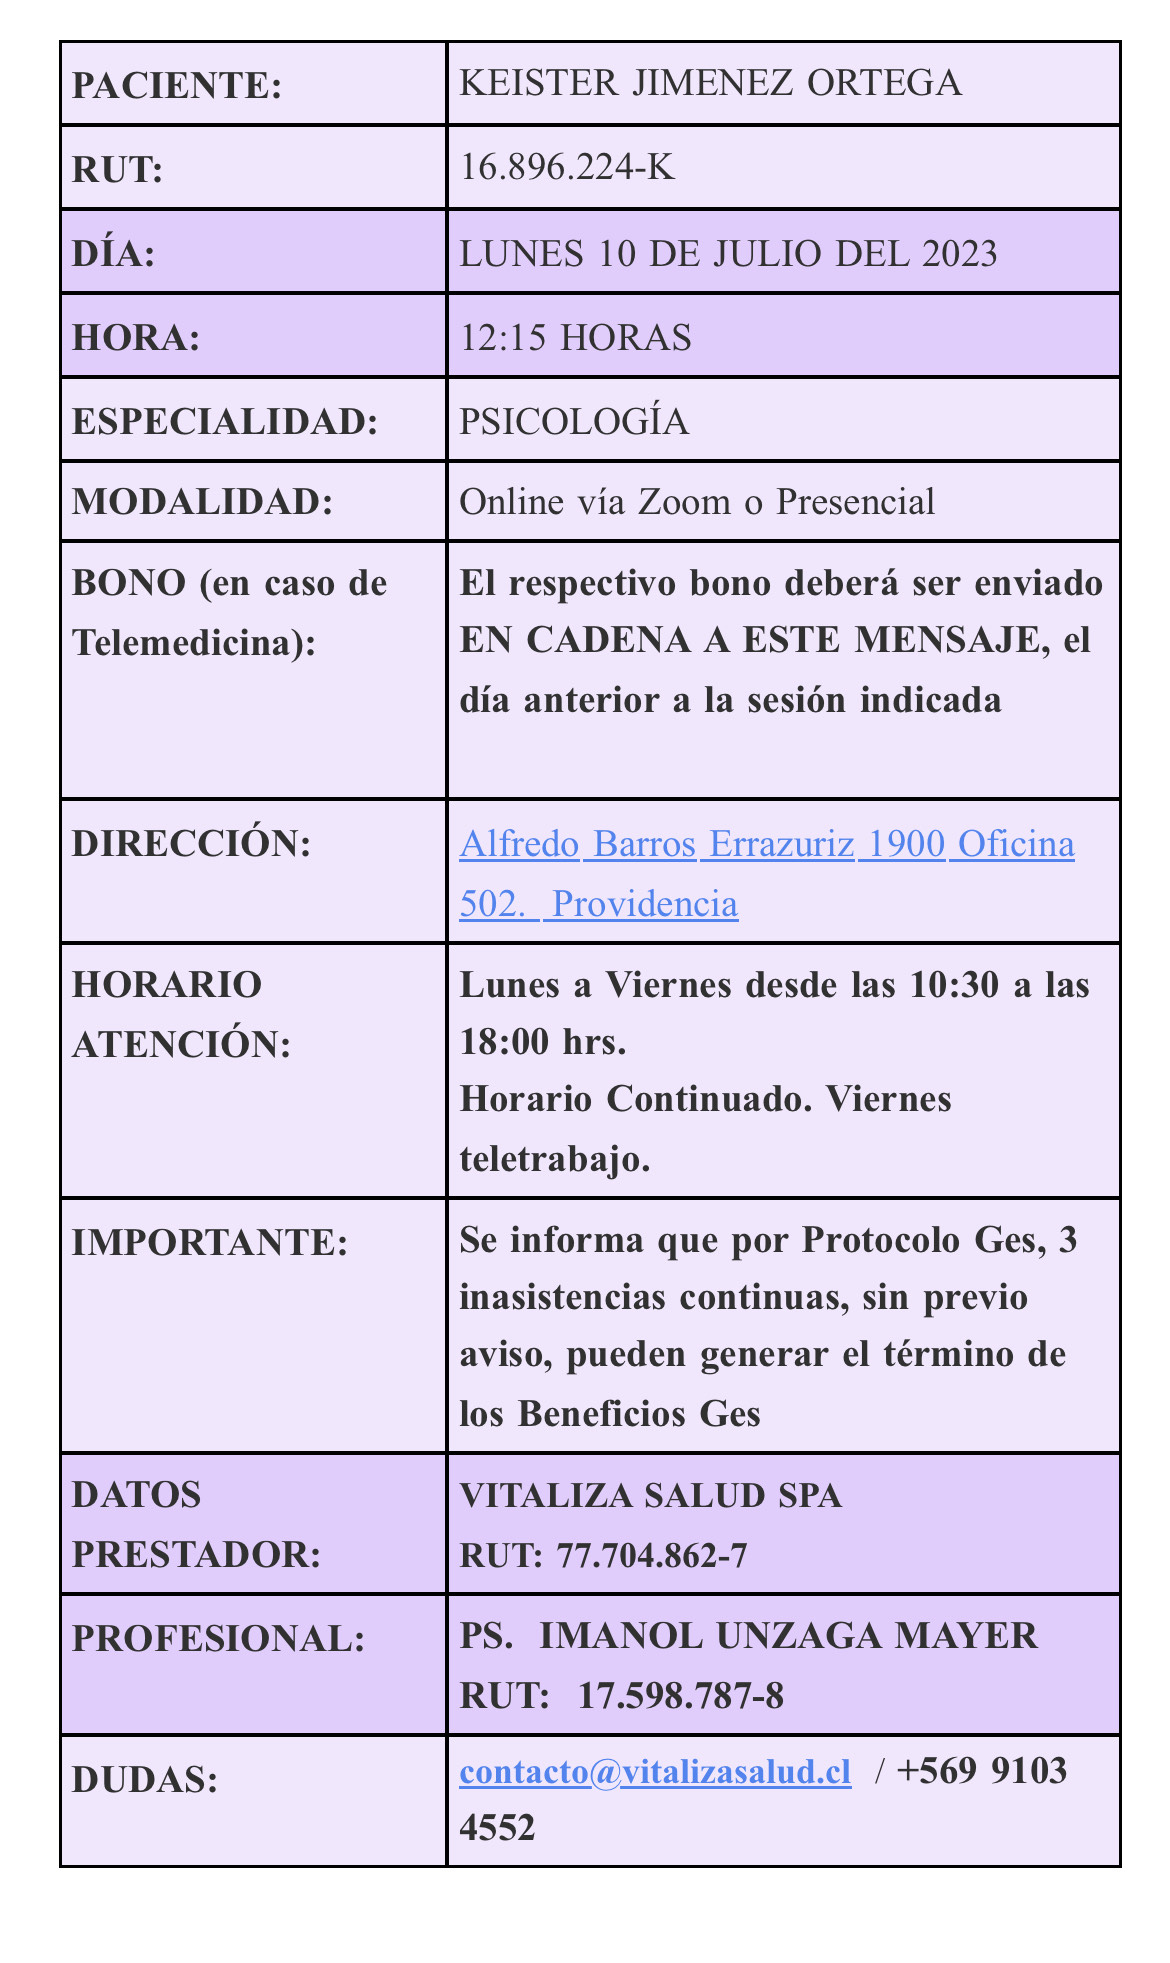 PACIENTE:
KEISTER JIMENEZ ORTEGA
RUT:
16.896.224-K
DÍA:
LUNES 10 DE JULIO DEL 2023
HORA:
12:15 HORAS
ESPECIALIDAD:
PSICOLOGÍA
MODALIDAD:
Online vía Zoom o Presencial
BONO (en caso de
Telemedicina):
El respectivo bono deberá ser enviado
EN CADENA A ESTE MENSAJE, el
día anterior a la sesión indicada
DIRECCIÓN:
Alfredo Barros Errazuriz 1900 Oficina
502.  Providencia
HORARIO
ATENCIÓN:
Lunes a Viernes desde las 10:30 a las
18:00 hrs.
Horario Continuado. Viernes
teletrabajo.
IMPORTANTE:
Se informa que por Protocolo Ges, 3
inasistencias continuas, sin previo
aviso, pueden generar el término de
los Beneficios Ges
DATOS
PRESTADOR:
VITALIZA SALUD SPA
RUT: 77.704.862-7
PROFESIONAL:
PS.  IMANOL UNZAGA MAYER
RUT:  17.598.787-8
DUDAS:
contacto@vitalizasalud.cl  / +569 9103
4552